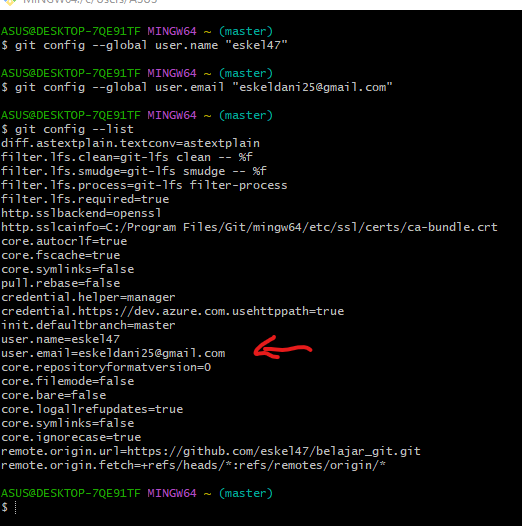 ASUS@DESKTOP-7QE91TF MINGW64 ~ (master)
$ git config --global user.name "eskel47"
ASUS@DESKTOP-7QE91TF MINGW64 ~ (master)
$ git config --global user.email "eskeldani25@gmail.com"
ASUS@DESKTOP-7QE91TF MINGW64 ~ (master)
$ git config --list
diff.astextplain.textconv=astextplain
filter.lfs.clean=git-lfs clean -- %f
filter.lfs.smudge=git-lfs smudge -- %f
filter.lfs.process=git-lfs filter-process
filter.lfs.required=true
http.sslbackend=openssl
http.sslcainfo=C:/Program Files/Git/mingw64/etc/ssl/certs/ca-bundle.crt
core.autocrlf=true
core.fscache=true
core.symlinks=false
pull.rebase=false
credential.helper=manager
credential.https://dev.azure.com.usehttppath=true
init.defaultbranch=master
user.name=eskel47
user.email=eskeldani25@gmail.com
core.repositoryformatversion=0
core.filemode=false
core.bare=false
core.logallrefupdates=true
core.symlinks=false
core.ignorecase=true
remote.origin.url=https://github.com/eskel47/belajar_git.git
remote.origin.fetch=+refs/heads/*:refs/remotes/origin/*
ASUS@DESKTOP-7QE91TF MINGW64 ~ (master)
$